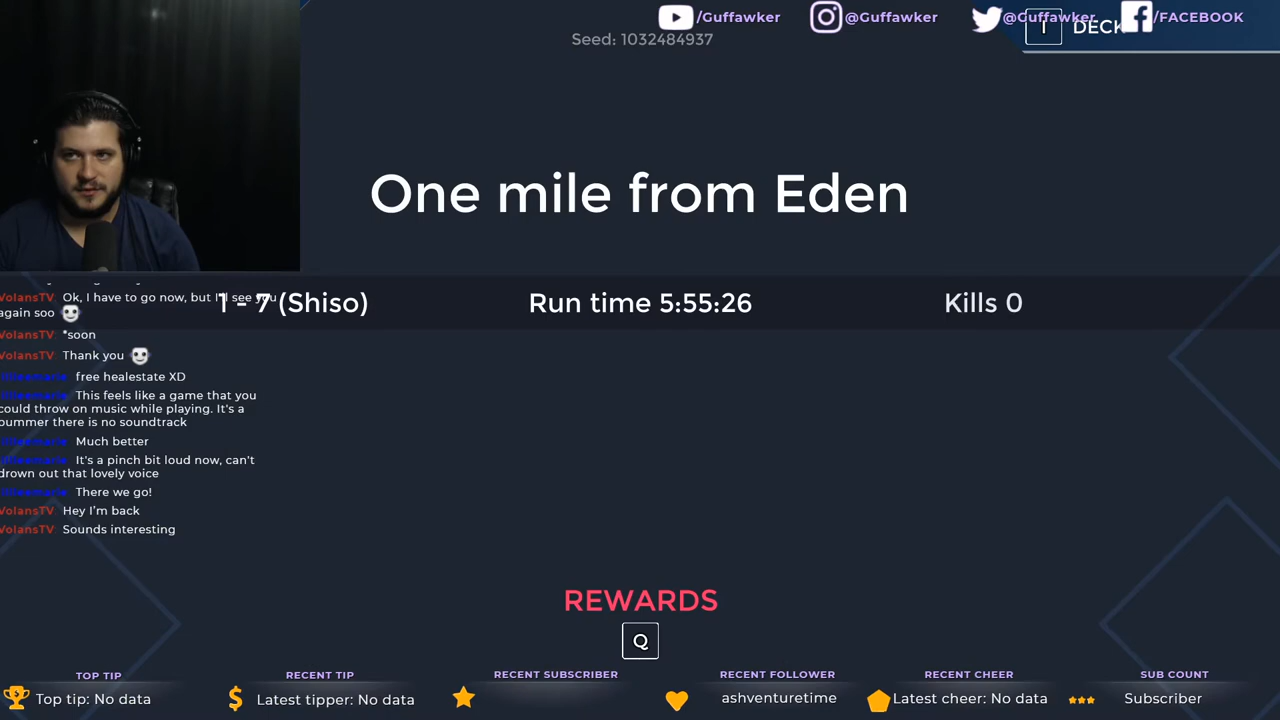 /Guffawker
@Guffawker
@Guffawker
/FACEBOOK
Seed: 1032484937
I
DECK
One mile from Eden
1 - 7 (Shiso)
Run time 5:55:26
Kills 0
VolansTV: Ok, I have to go now, but I'll see you
again soo
VolansTV: *soon
VolansTV: Thank you
free healestate XD
This feels like a game that you
could throw on music while playing. It's a
bummer there is no soundtrack
Much better
It's a pinch bit loud now, can't
drown out that lovely voice
There we go!
VolansTV: Hey I'm back
VolansTV: Sounds interesting
REWARDS
Q
TOP TIP
Top tip: No data
RECENT TIP
Latest tipper: No data
RECENT SUBSCRIBER
RECENT FOLLOWER
ashventuretime
RECENT CHEER
Latest cheer: No data
SUB COUNT
Subscriber